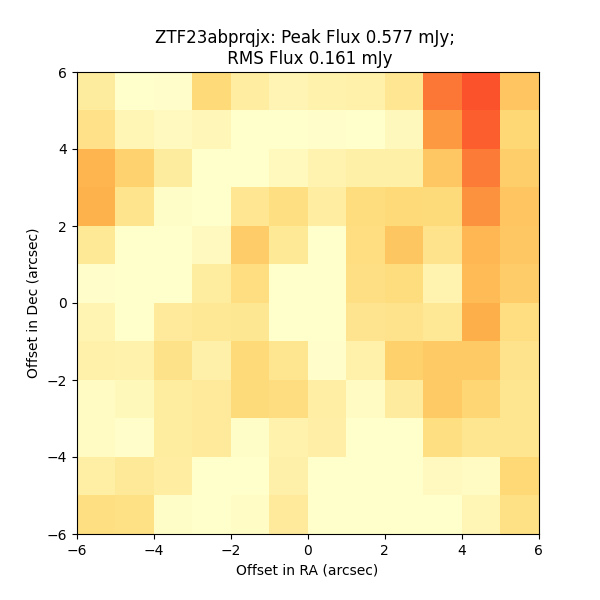 ZTF23abprqjx: Peak Flux 0.577 mJy;
RMS Flux 0.161 mJy
6
4
2
0
−2
−4
−6
Offset in Dec (arcsec)
−6 −4 −2 0 2 4 6
Offset in RA (arcsec)